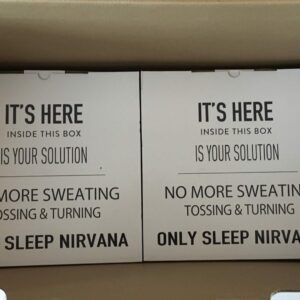 IT'S HERE
INSIDE THIS BOX
IS YOUR SOLUTION
MORE SWEATING
TOSSING & TURNING
SLEEP NIRVANA
IT'S HERE
INSIDE THIS BOX
IS YOUR SOLUTION
NO MORE SWEATIN
TOSSING & TURNING
ONLY SLEEP NIRVA